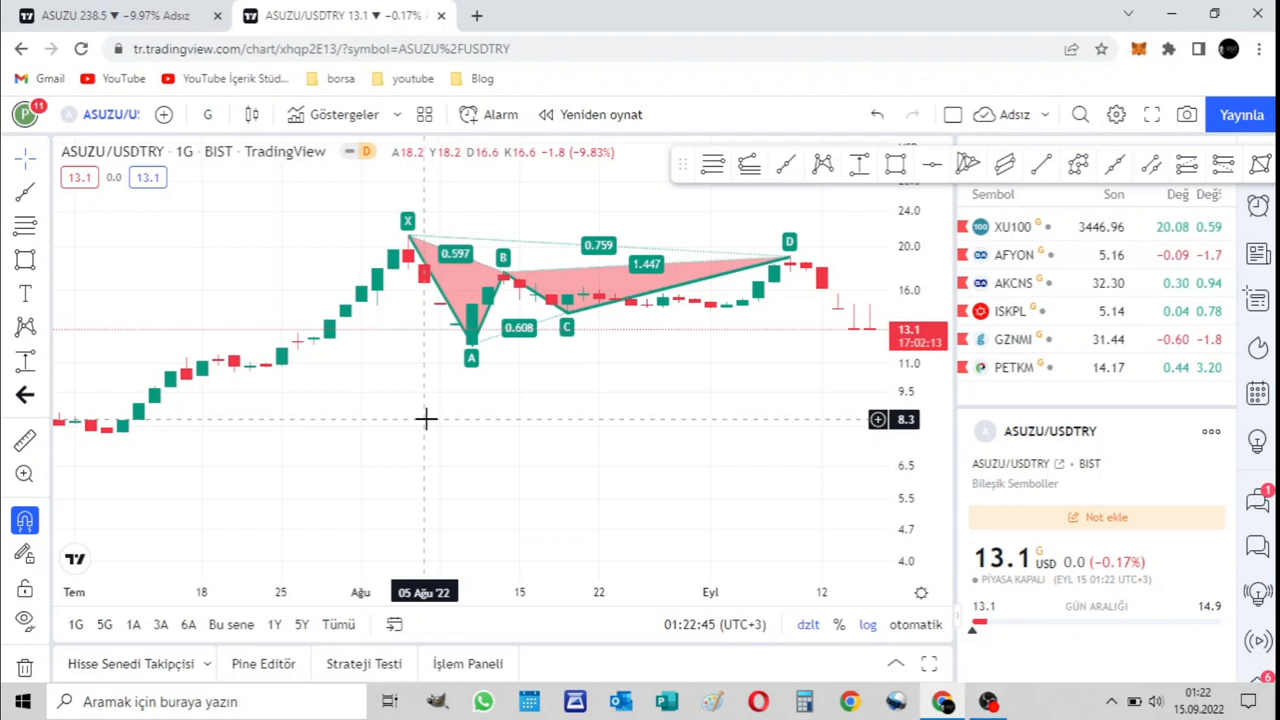 ASUZU 238.5 ▼ −9.97% Adsız
ASUZU/USDTRY 13.1 ▼ −0.17%
tr.tradingview.com/chart/xhqp2E13/?symbol=ASUZU%2FUSDTRY
Gmail YouTube YouTube İçerik Stüd... borsa youtube Blog
P 11 ASUZU/U: G Göstergeler Alarm Yeniden oynat Adsız Yayınla
ASUZU/USDTRY · 1G · BIST · TradingView D A18.2 Y18.2 D16.6 K16.6 −1.8 (−9.83%)
13.1 0.0 13.1
Sembol Son Değ Değ
XU100 G 3446.96 20.08 0.59
AFYON G 5.16 −0.09 −1.7
AKCNS G 32.30 0.30 0.94
ISKPL G 5.14 0.04 0.78
GZNMI G 31.44 −0.60 −1.8
PETKM G 14.17 0.44 3.20
X
0.597
B
0.759
1.447
D
0.608
C
A
24.0
20.0
16.0
13.1
17:02:13
11.0
9.5
8.3
6.5
5.5
4.7
4.0
Tem 18 25 Ağu 05 Ağu '22 15 22 Eyl 12
1G 5G 1A 3A 6A Bu sene 1Y 5Y Tümü 01:22:45 (UTC+3) dzlt % log otomatik
Hisse Senedi Takipçisi Pine Editör Strateji Testi İşlem Paneli
ASUZU/USDTRY
ASUZU/USDTRY • BIST
Bileşik Semboller
Not ekle
13.1 G USD 0.0 (−0.17%)
PİYASA KAPALI (EYL 15 01:22 UTC+3)
13.1 GÜN ARALIĞI 14.9
1
6
Aramak için buraya yazın
01:22
15.09.2022